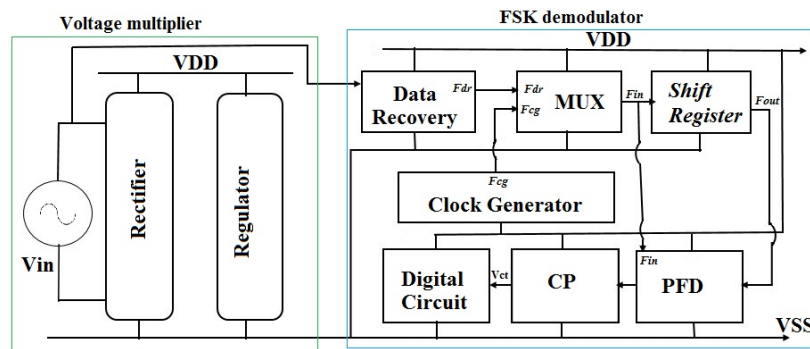 Voltage multiplier
FSK demodulator
VDD
VDD
Data
Recovery
Fdr
Fdr
Fcg
MUX
Fin
Shift
Register
Fout
Rectifier
Regulator
Vin
Fcg
Clock Generator
Digital
Circuit
Vct
CP
Fin
PFD
VSS